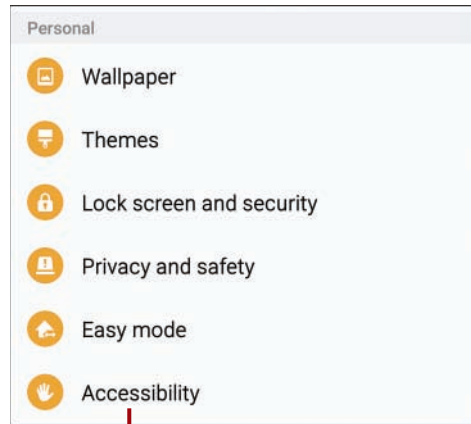 Personal
Wallpaper
Themes
Lock screen and security
Privacy and safety
Easy mode
Accessibility